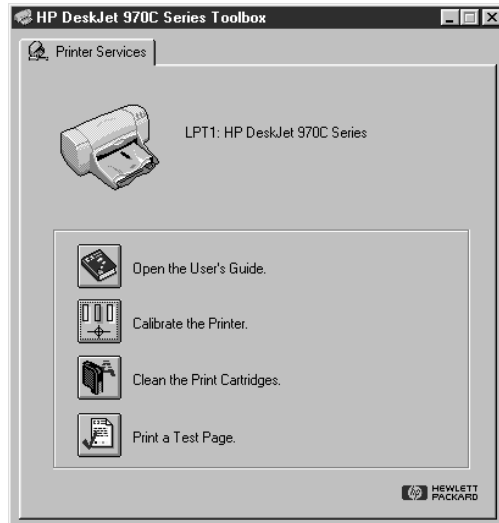 HP DeskJet 970C Series Toolbox
Printer Services
LPT1: HP DeskJet 970C Series
Open the User's Guide.
Calibrate the Printer.
Clean the Print Cartridges.
Print a Test Page.
hp HEWLETT
PACKARD